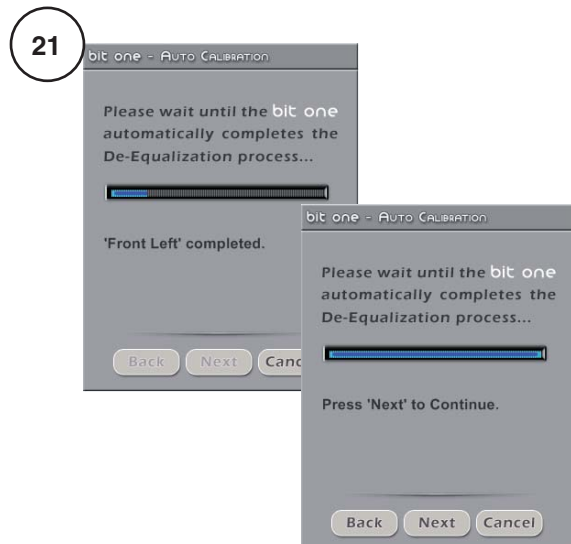 21
bit one - Auto Calibration
Please wait until the bit one
automatically completes the
De-Equalization process...
'Front Left' completed.
Back Next Canc
bit one - Auto Calibration
Please wait until the bit one
automatically completes the
De-Equalization process...
Press 'Next' to Continue.
Back Next Cancel